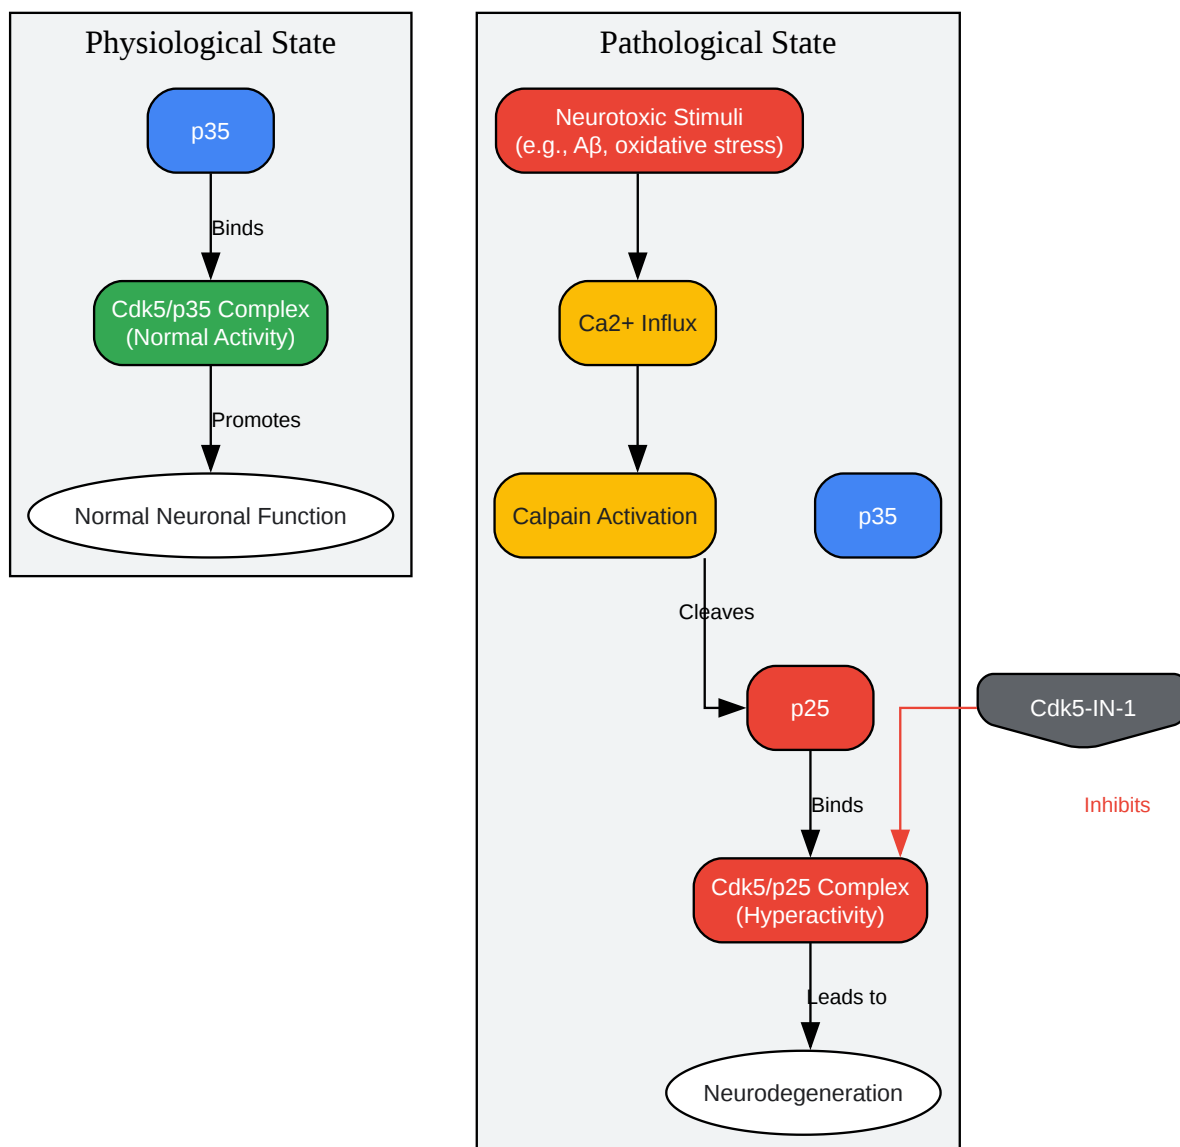 Physiological State
p35
Binds
Cdk5/p35 Complex
(Normal Activity)
Promotes
Normal Neuronal Function
Pathological State
Neurotoxic Stimuli
(e.g., Aβ, oxidative stress)
Ca2+ Influx
Calpain Activation
p35
Cleaves
p25
Cdk5-IN-1
Binds
Inhibits
Cdk5/p25 Complex
(Hyperactivity)
Leads to
Neurodegeneration